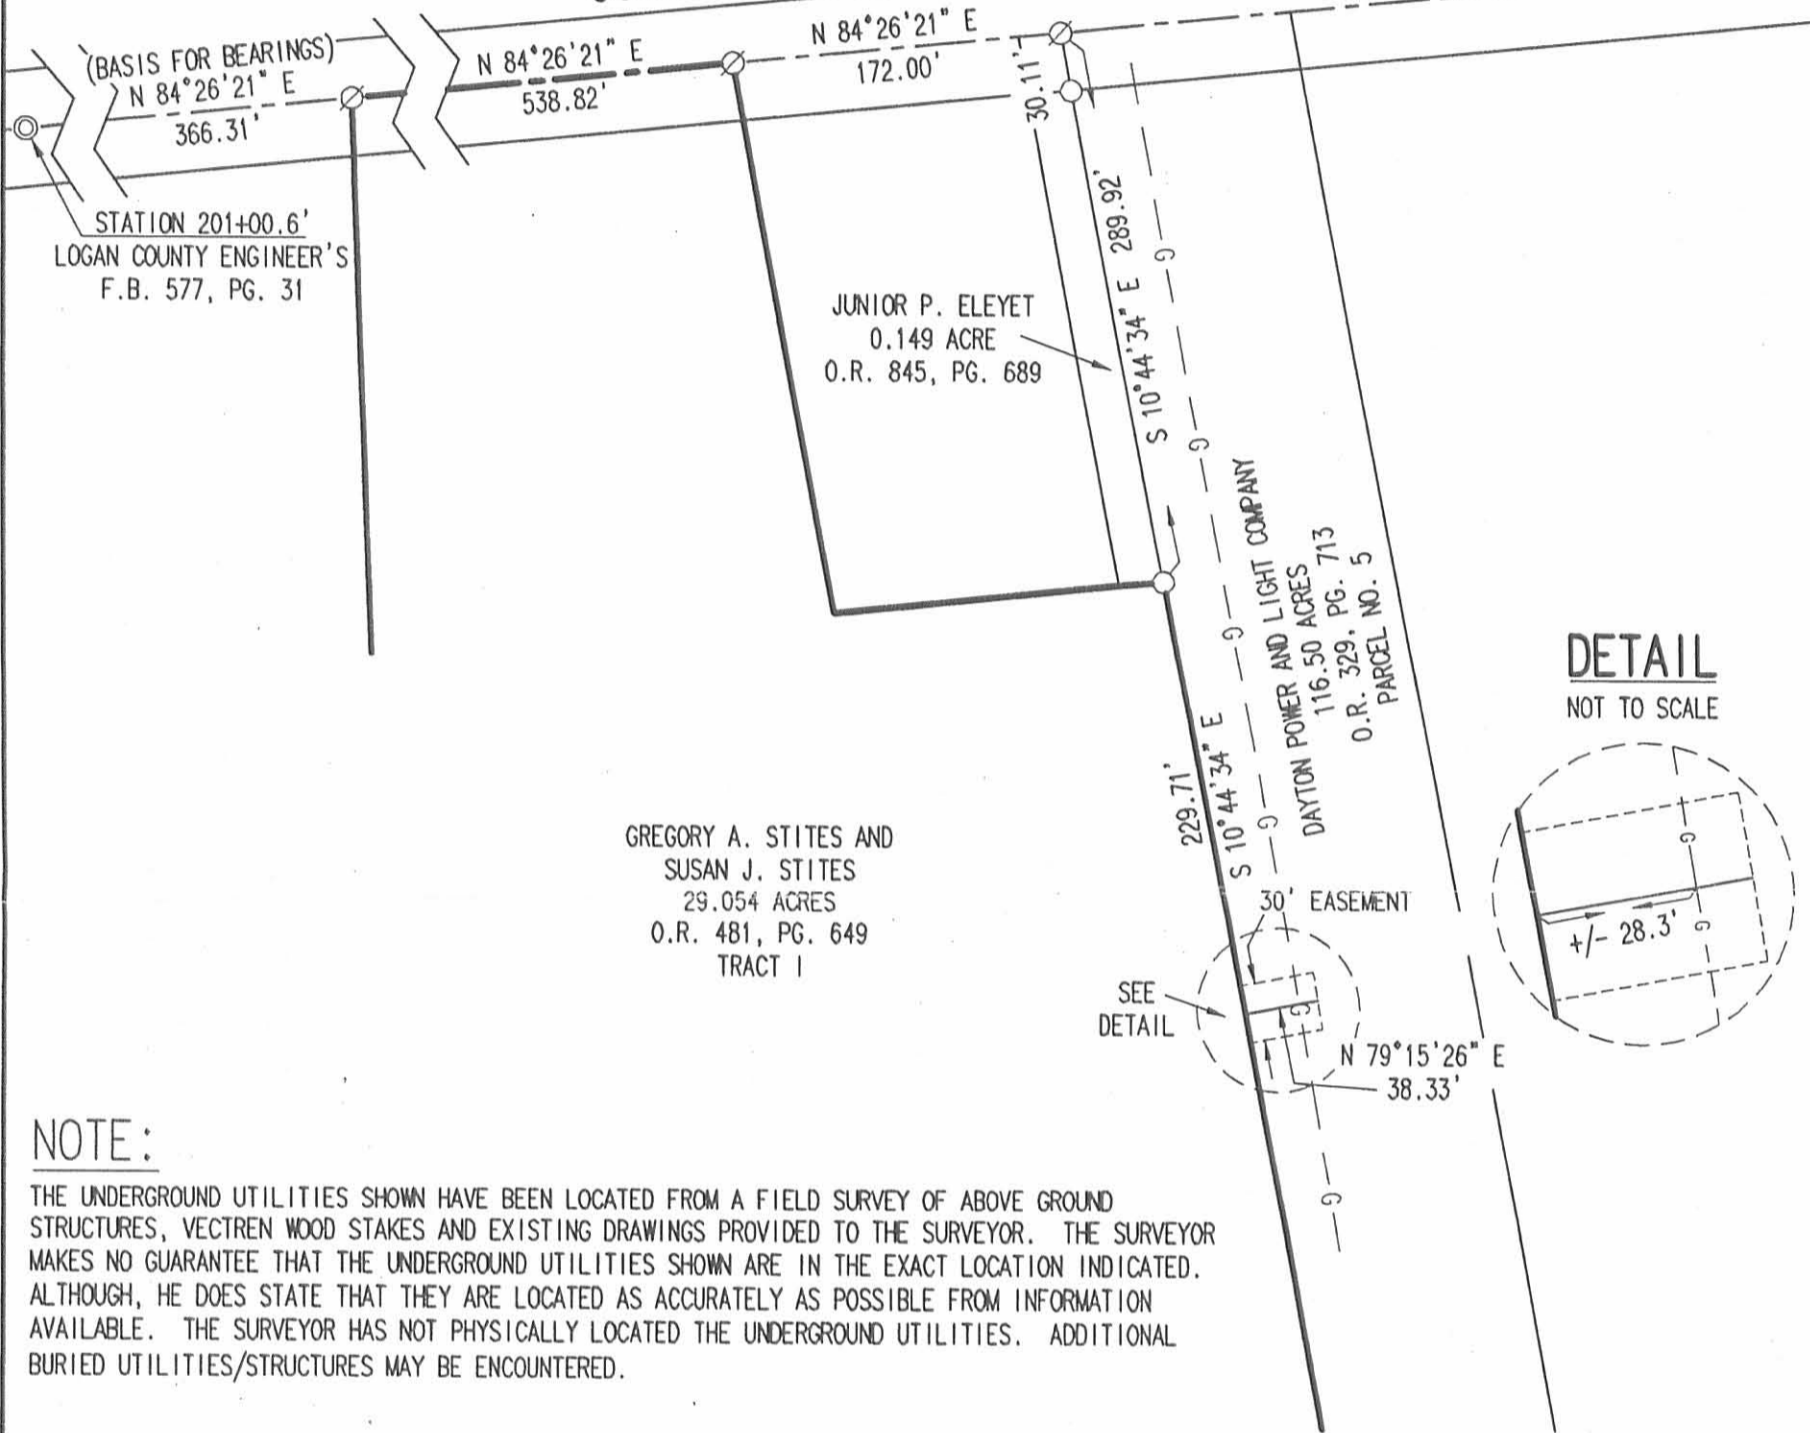 (BASIS FOR BEARINGS)
N 84°26'21" E
366.31'
N 84°26'21" E
538.82'
N 84°26'21" E
172.00'
30.11'
STATION 201+00.6'
LOGAN COUNTY ENGINEER'S
F.B. 577, PG. 31
JUNIOR P. ELEYET
0.149 ACRE
O.R. 845, PG. 689
S 10°44'34" E 289.92'
G
G
G
G
DAYTON POWER AND LIGHT COMPANY
116.50 ACRES
O.R. 329, PG. 713
PARCEL NO. 5
229.71'
S 10°44'34" E
DETAIL
NOT TO SCALE
G
+/- 28.3'
G
GREGORY A. STITES AND
SUSAN J. STITES
29.054 ACRES
O.R. 481, PG. 649
TRACT I
30' EASEMENT
SEE
DETAIL
G
N 79°15'26" E
38.33'
G
NOTE:
THE UNDERGROUND UTILITIES SHOWN HAVE BEEN LOCATED FROM A FIELD SURVEY OF ABOVE GROUND
STRUCTURES, VECTREN WOOD STAKES AND EXISTING DRAWINGS PROVIDED TO THE SURVEYOR. THE SURVEYOR
MAKES NO GUARANTEE THAT THE UNDERGROUND UTILITIES SHOWN ARE IN THE EXACT LOCATION INDICATED.
ALTHOUGH, HE DOES STATE THAT THEY ARE LOCATED AS ACCURATELY AS POSSIBLE FROM INFORMATION
AVAILABLE. THE SURVEYOR HAS NOT PHYSICALLY LOCATED THE UNDERGROUND UTILITIES. ADDITIONAL
BURIED UTILITIES/STRUCTURES MAY BE ENCOUNTERED.